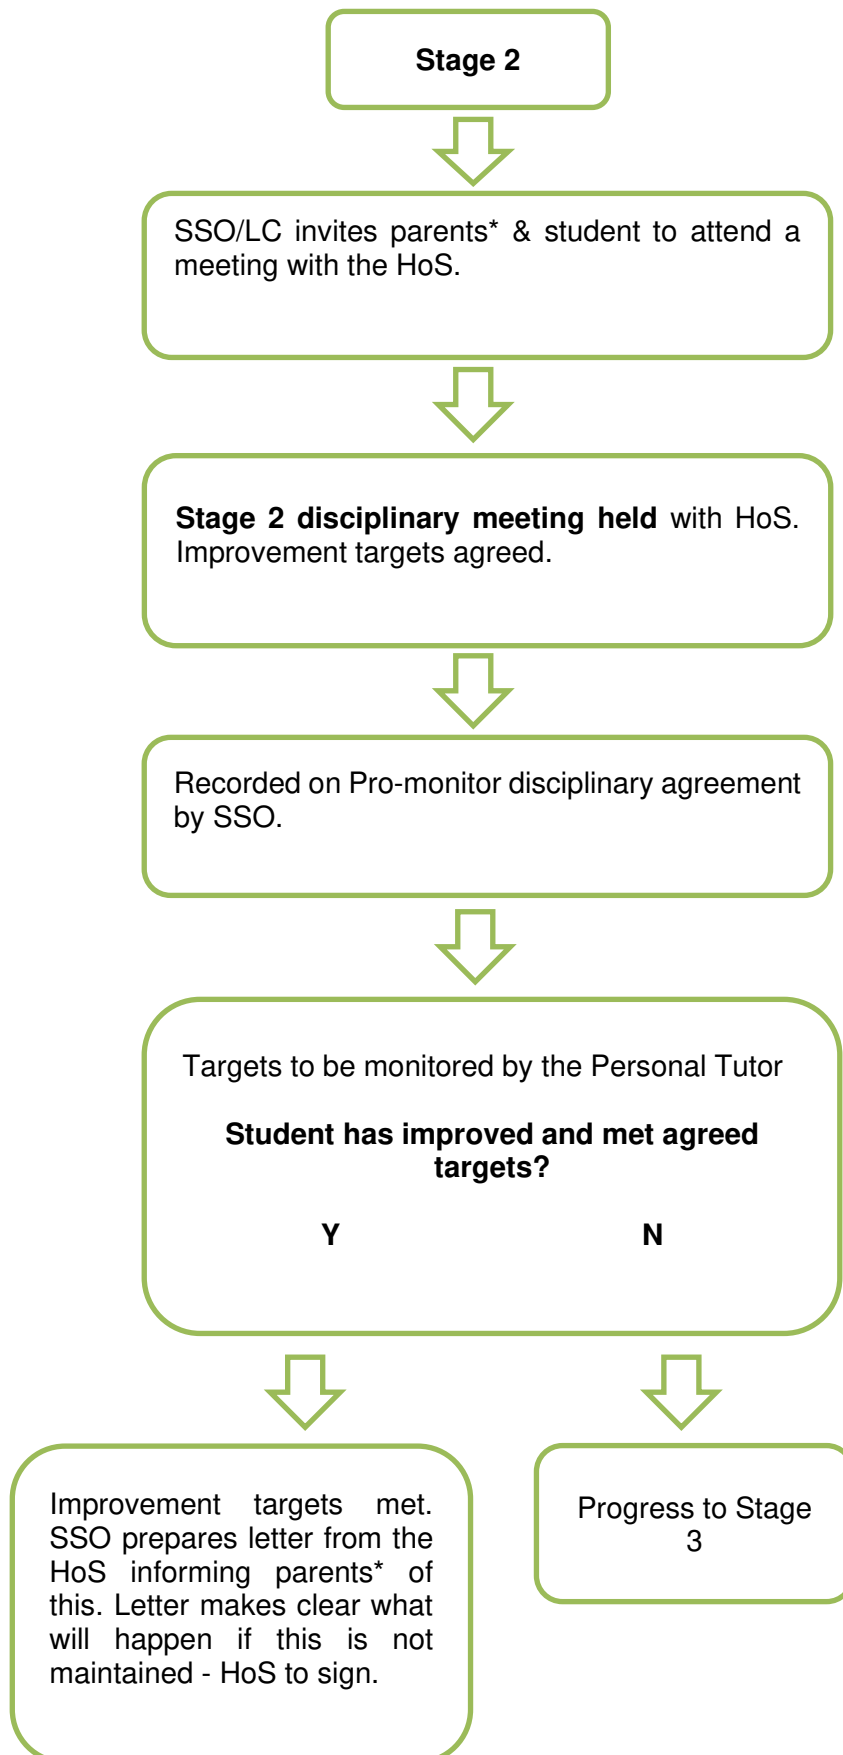 Stage 2
SSO/LC invites parents* & student to attend a
meeting with the HoS.
Stage 2 disciplinary meeting held with HoS.
Improvement targets agreed.
Recorded on Pro-monitor disciplinary agreement
by SSO.
Targets to be monitored by the Personal Tutor
Student has improved and met agreed
targets?
Y N
Improvement targets met.
SSO prepares letter from the
HoS informing parents* of
this. Letter makes clear what
will happen if this is not
maintained - HoS to sign.
Progress to Stage
3